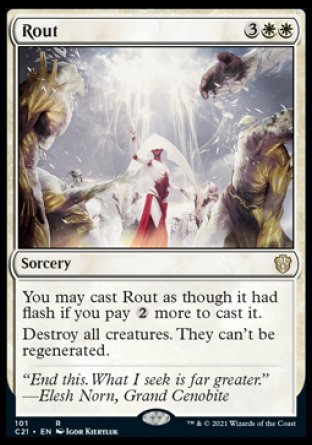 Rout 3
Sorcery
You may cast Rout as though it had
flash if you pay 2 more to cast it.
Destroy all creatures. They can't be
regenerated.
"End this. What I seek is far greater."
—Elesh Norn, Grand Cenobite
101 R
C21 • EN Igor Kieryluk
™ & © 2021 Wizards of the Coast